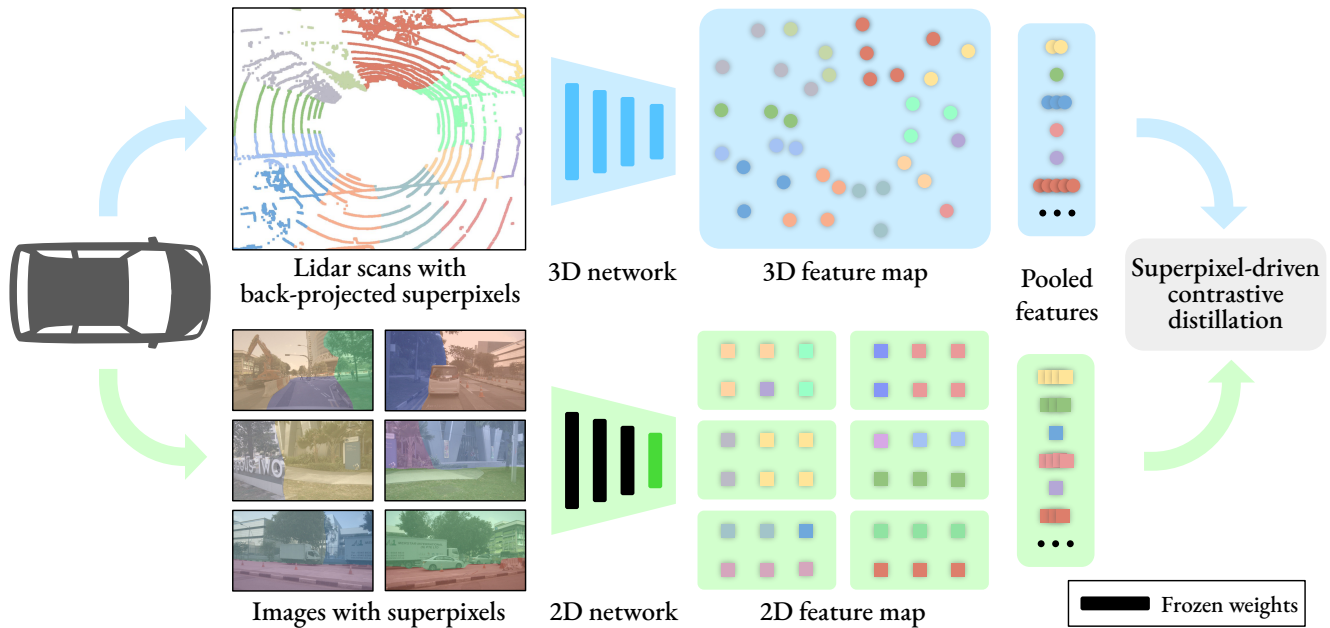 Lidar scans with
back-projected superpixels
3D network
3D feature map
Pooled
features
Superpixel-driven
contrastive
distillation
Images with superpixels
2D network
2D feature map
Frozen weights